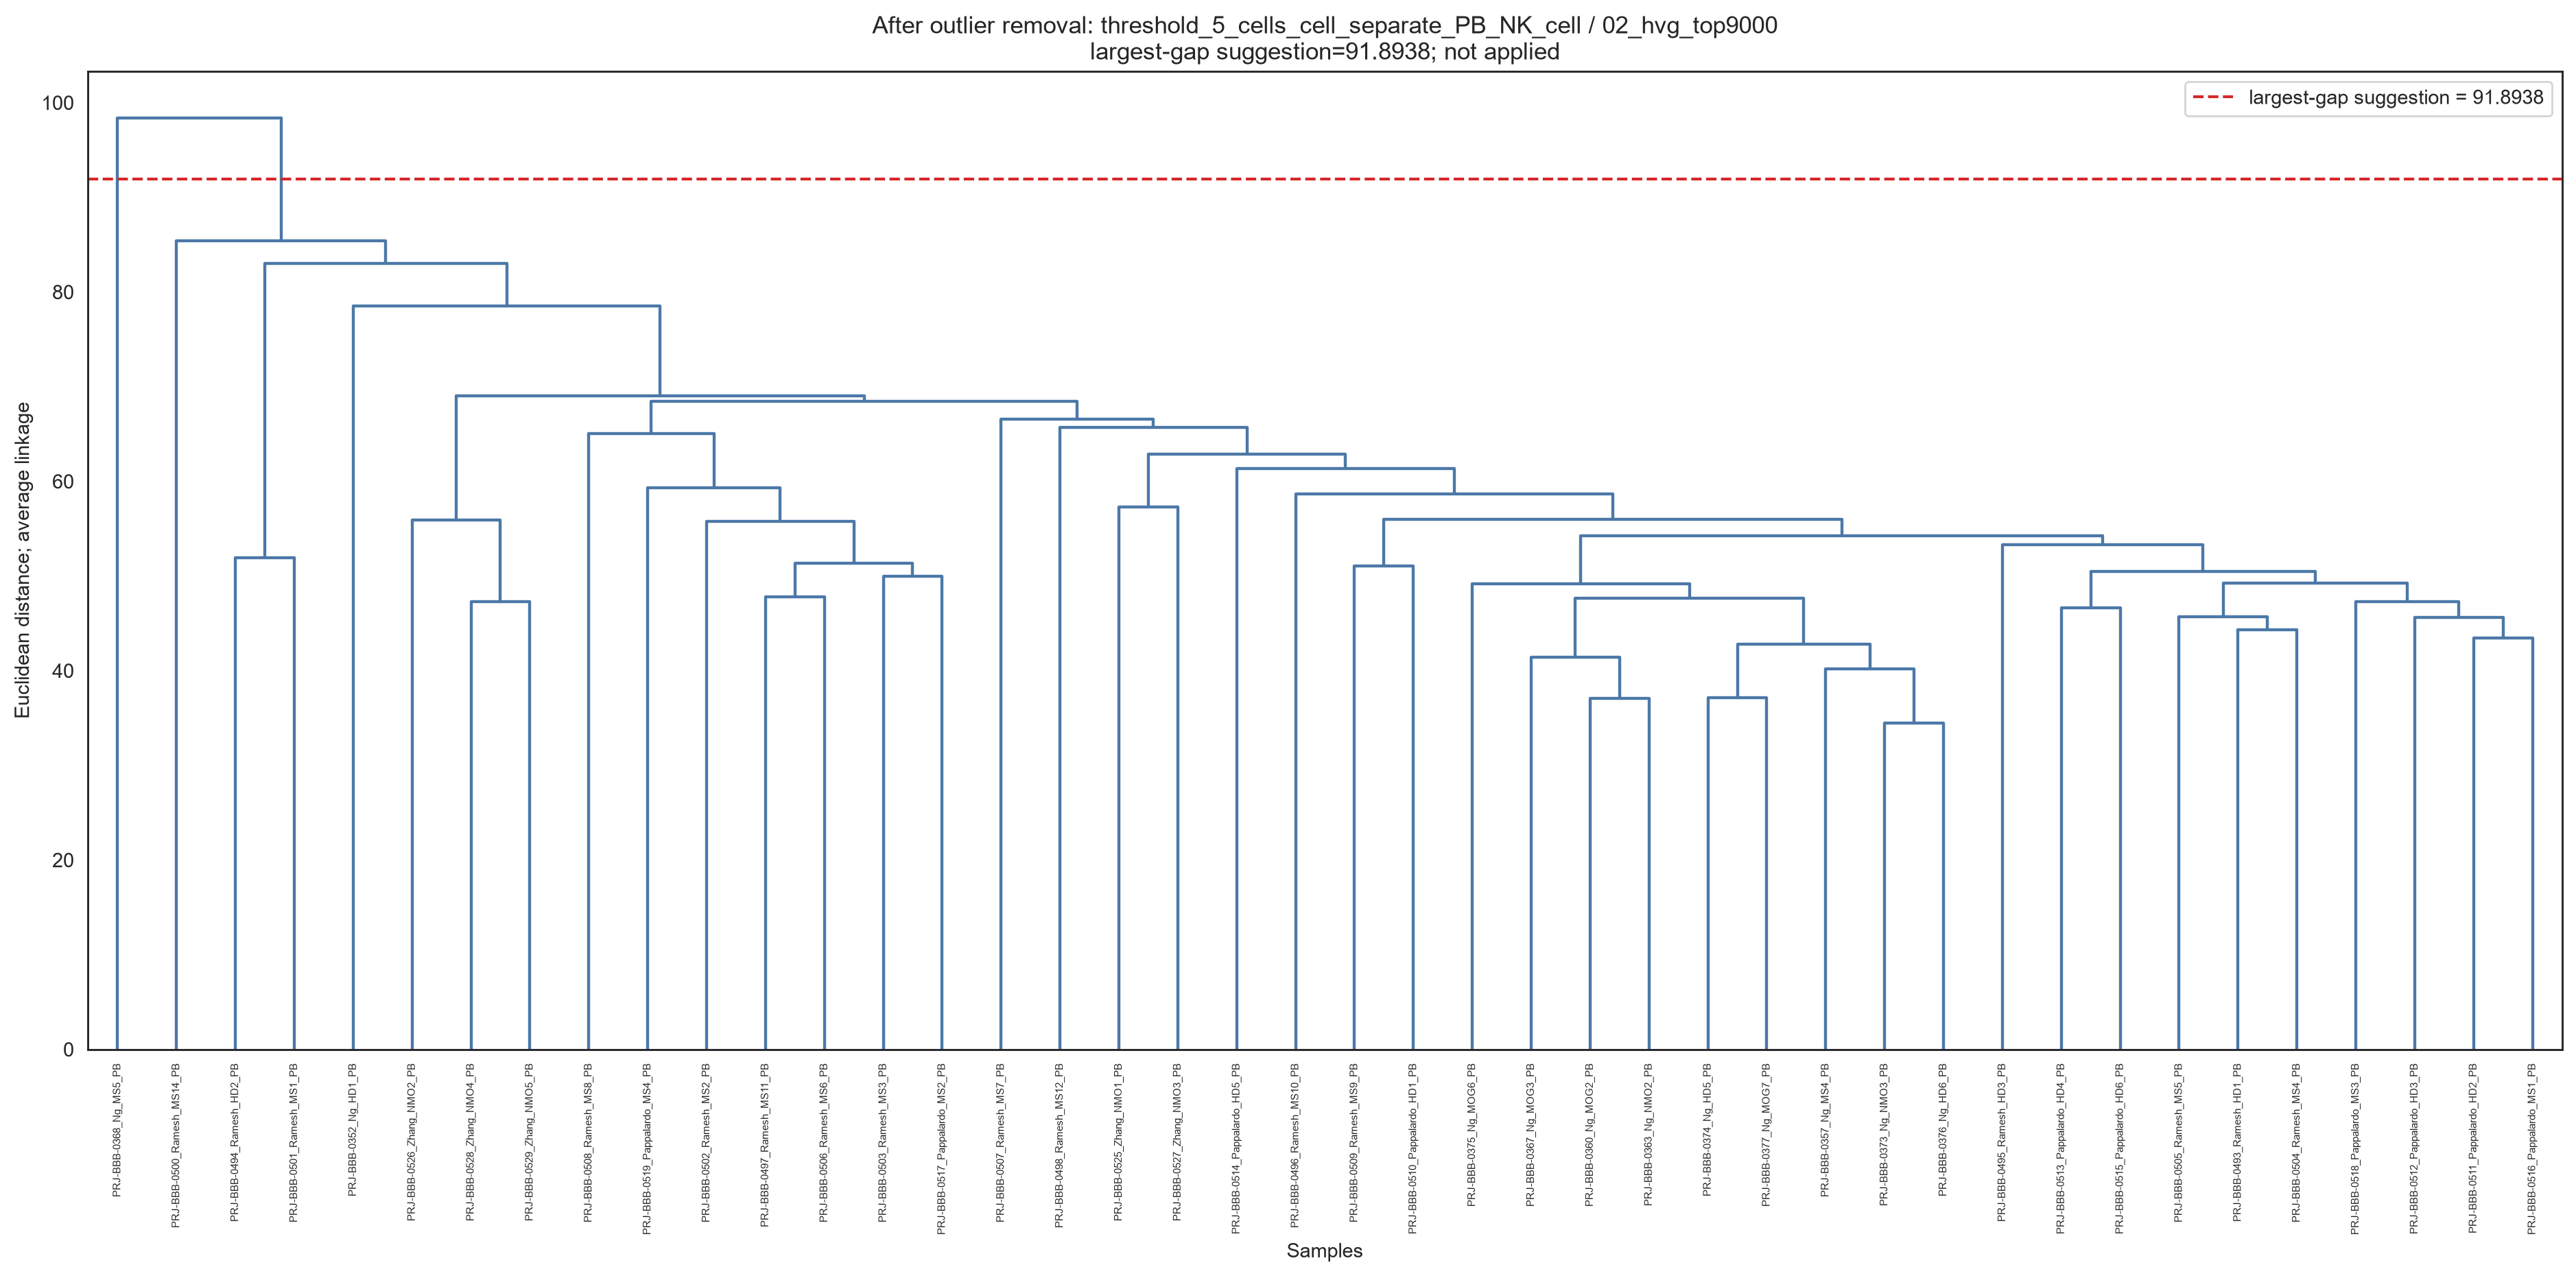 After outlier removal: threshold_5_cells_cell_separate_PB_NK_cell / 02_hvg_top9000
largest-gap suggestion=91.8938; not applied
largest-gap suggestion = 91.8938
Euclidean distance; average linkage
100
80
60
40
20
0
PRJ-BBB-0368_Ng_MS5_PB
PRJ-BBB-0500_Ramesh_MS14_PB
PRJ-BBB-0494_Ramesh_HD2_PB
PRJ-BBB-0501_Ramesh_MS1_PB
PRJ-BBB-0352_Ng_HD1_PB
PRJ-BBB-0526_Zhang_NMO2_PB
PRJ-BBB-0528_Zhang_NMO4_PB
PRJ-BBB-0529_Zhang_NMO5_PB
PRJ-BBB-0508_Ramesh_MS8_PB
PRJ-BBB-0519_Pappalardo_MS4_PB
PRJ-BBB-0502_Ramesh_MS2_PB
PRJ-BBB-0497_Ramesh_MS11_PB
PRJ-BBB-0506_Ramesh_MS6_PB
PRJ-BBB-0503_Ramesh_MS3_PB
PRJ-BBB-0517_Pappalardo_MS2_PB
PRJ-BBB-0507_Ramesh_MS7_PB
PRJ-BBB-0498_Ramesh_MS12_PB
PRJ-BBB-0525_Zhang_NMO1_PB
PRJ-BBB-0527_Zhang_NMO3_PB
PRJ-BBB-0514_Pappalardo_HD5_PB
PRJ-BBB-0496_Ramesh_MS10_PB
PRJ-BBB-0509_Ramesh_MS9_PB
PRJ-BBB-0510_Pappalardo_HD1_PB
PRJ-BBB-0375_Ng_MOG6_PB
PRJ-BBB-0367_Ng_MOG3_PB
PRJ-BBB-0360_Ng_MOG2_PB
PRJ-BBB-0363_Ng_NMO2_PB
PRJ-BBB-0374_Ng_HD5_PB
PRJ-BBB-0377_Ng_MOG7_PB
PRJ-BBB-0357_Ng_MS4_PB
PRJ-BBB-0373_Ng_NMO3_PB
PRJ-BBB-0376_Ng_HD6_PB
PRJ-BBB-0495_Ramesh_HD3_PB
PRJ-BBB-0513_Pappalardo_HD4_PB
PRJ-BBB-0515_Pappalardo_HD6_PB
PRJ-BBB-0505_Ramesh_MS5_PB
PRJ-BBB-0493_Ramesh_HD1_PB
PRJ-BBB-0504_Ramesh_MS4_PB
PRJ-BBB-0518_Pappalardo_MS3_PB
PRJ-BBB-0512_Pappalardo_HD3_PB
PRJ-BBB-0511_Pappalardo_HD2_PB
PRJ-BBB-0516_Pappalardo_MS1_PB
Samples